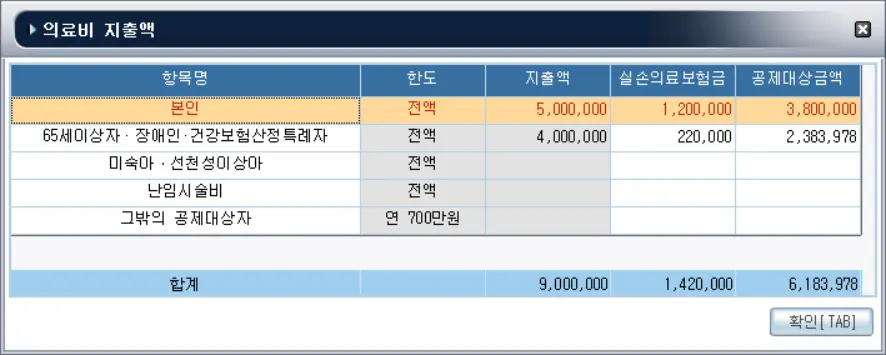 의료비 지출액
항목명 한도 지출액 실손의료보험금 공제대상금액
본인 전액 5,000,000 1,200,000 3,800,000
65세이상자·장애인·건강보험산정특례자 전액 4,000,000 220,000 2,383,978
미숙아·선천성이상아 전액
난임시술비 전액
그밖의 공제대상자 연 700만원
합계 9,000,000 1,420,000 6,183,978
확인[TAB]